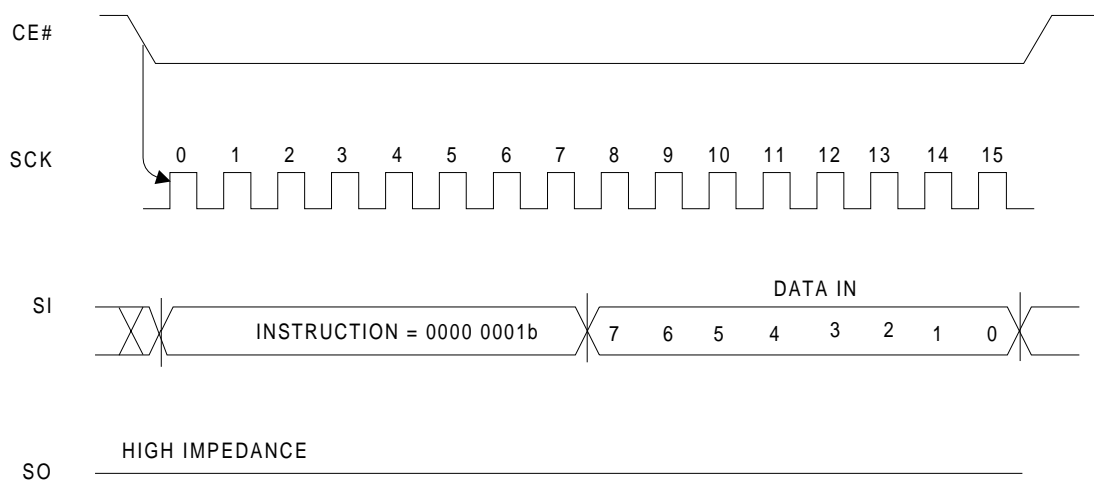 CE#
SCK
0 1 2 3 4 5 6 7 8 9 10 11 12 13 14 15
SI
DATA IN
INSTRUCTION = 0000 0001b
7 6 5 4 3 2 1 0
HIGH IMPEDANCE
SO